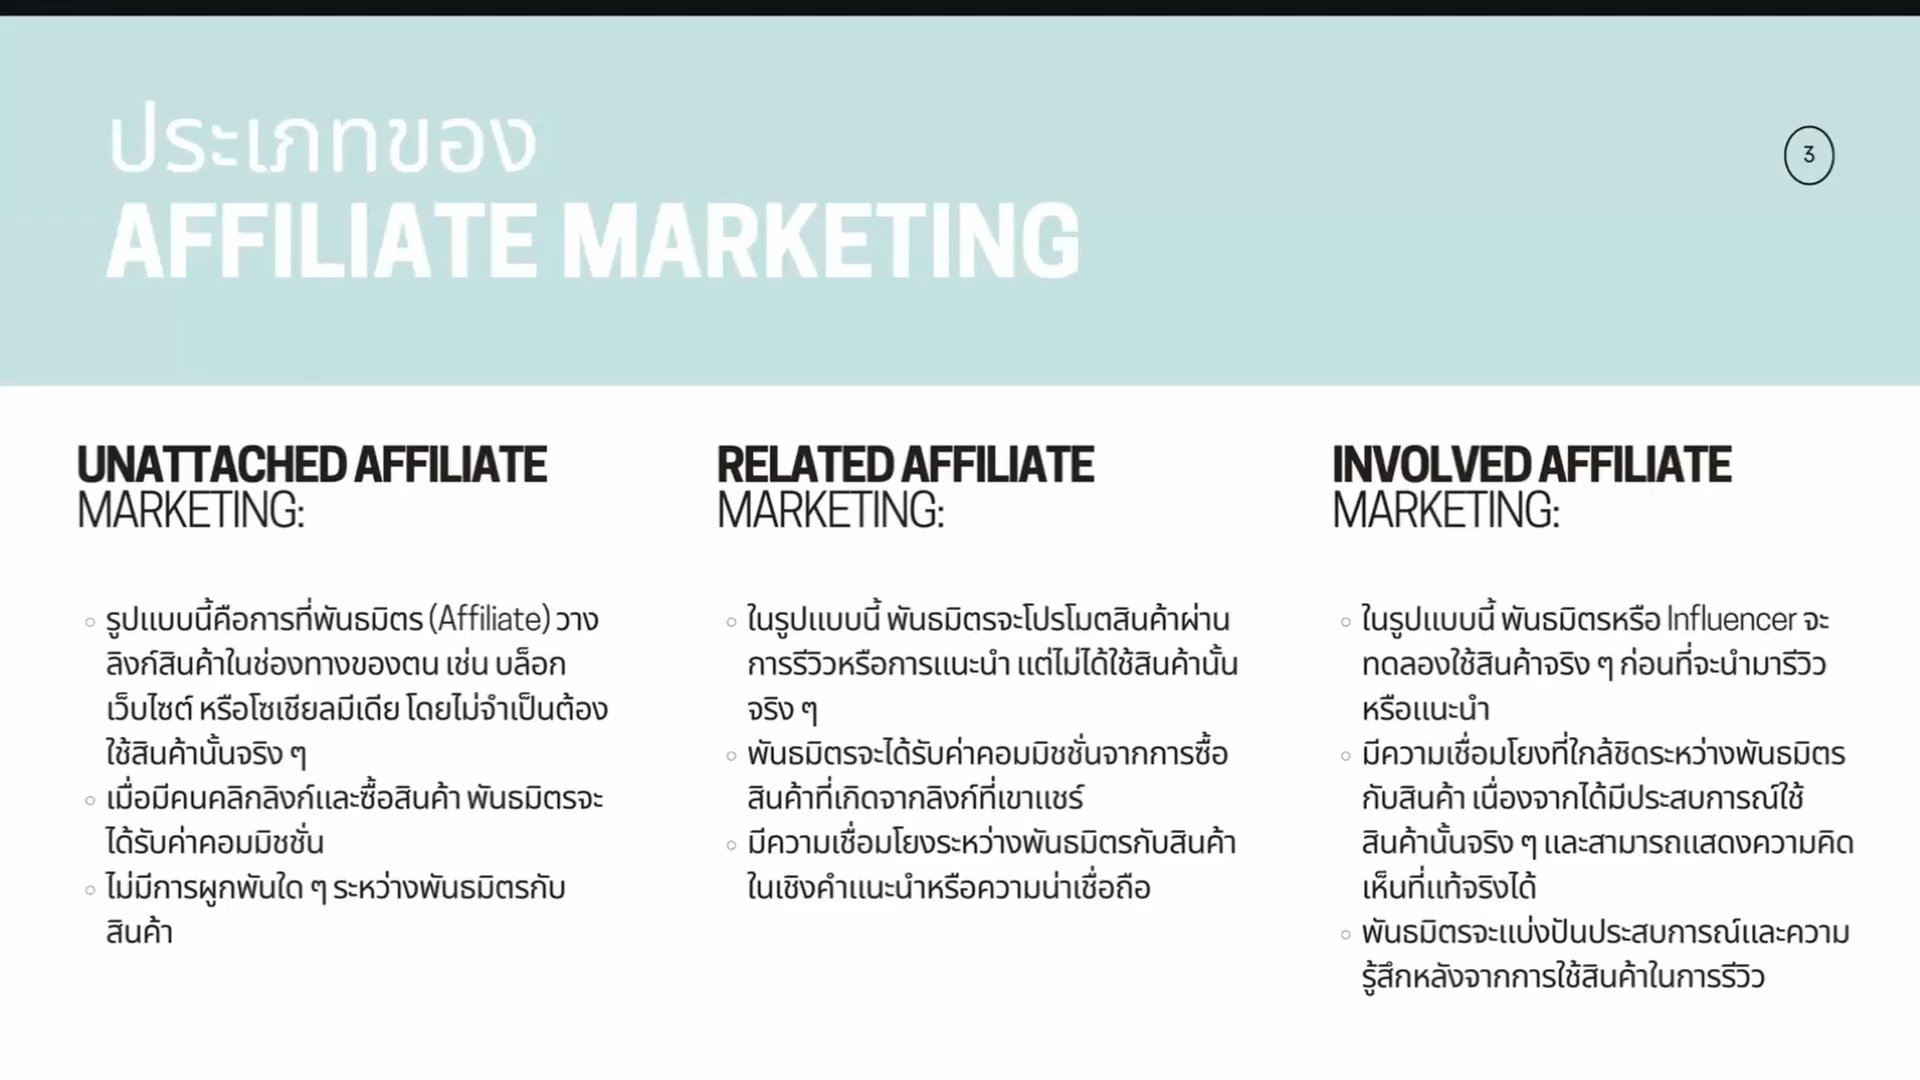 ประเภทของ
AFFILIATE MARKETING
3
UNATTACHED AFFILIATE
MARKETING:
รูปแบบนี้คือการที่พันธมิตร (Affiliate) วาง
ลิงก์สินค้าในช่องทางของตน เช่น บล็อก
เว็บไซต์ หรือโซเชียลมีเดีย โดยไม่จำเป็นต้อง
ใช้สินค้านั้นจริง ๆ
เมื่อมีคนคลิกลิงก์และซื้อสินค้า พันธมิตรจะ
ได้รับค่าคอมมิชชั่น
ไม่มีการผูกพันใด ๆ ระหว่างพันธมิตรกับ
สินค้า
RELATED AFFILIATE
MARKETING:
ในรูปแบบนี้ พันธมิตรจะโปรโมตสินค้าผ่าน
การรีวิวหรือการแนะนำ แต่ไม่ได้ใช้สินค้านั้น
จริง ๆ
พันธมิตรจะได้รับค่าคอมมิชชั่นจากการซื้อ
สินค้าที่เกิดจากลิงก์ที่เขาแชร์
มีความเชื่อมโยงระหว่างพันธมิตรกับสินค้า
ในเชิงคำแนะนำหรือความน่าเชื่อถือ
INVOLVED AFFILIATE
MARKETING:
ในรูปแบบนี้ พันธมิตรหรือ Influencer จะ
ทดลองใช้สินค้าจริง ๆ ก่อนที่จะนำมารีวิว
หรือแนะนำ
มีความเชื่อมโยงที่ใกล้ชิดระหว่างพันธมิตร
กับสินค้า เนื่องจากได้มีประสบการณ์ใช้
สินค้านั้นจริง ๆ และสามารถแสดงความคิด
เห็นที่แท้จริงได้
พันธมิตรจะแบ่งปันประสบการณ์และความ
รู้สึกหลังจากการใช้สินค้าในการรีวิว